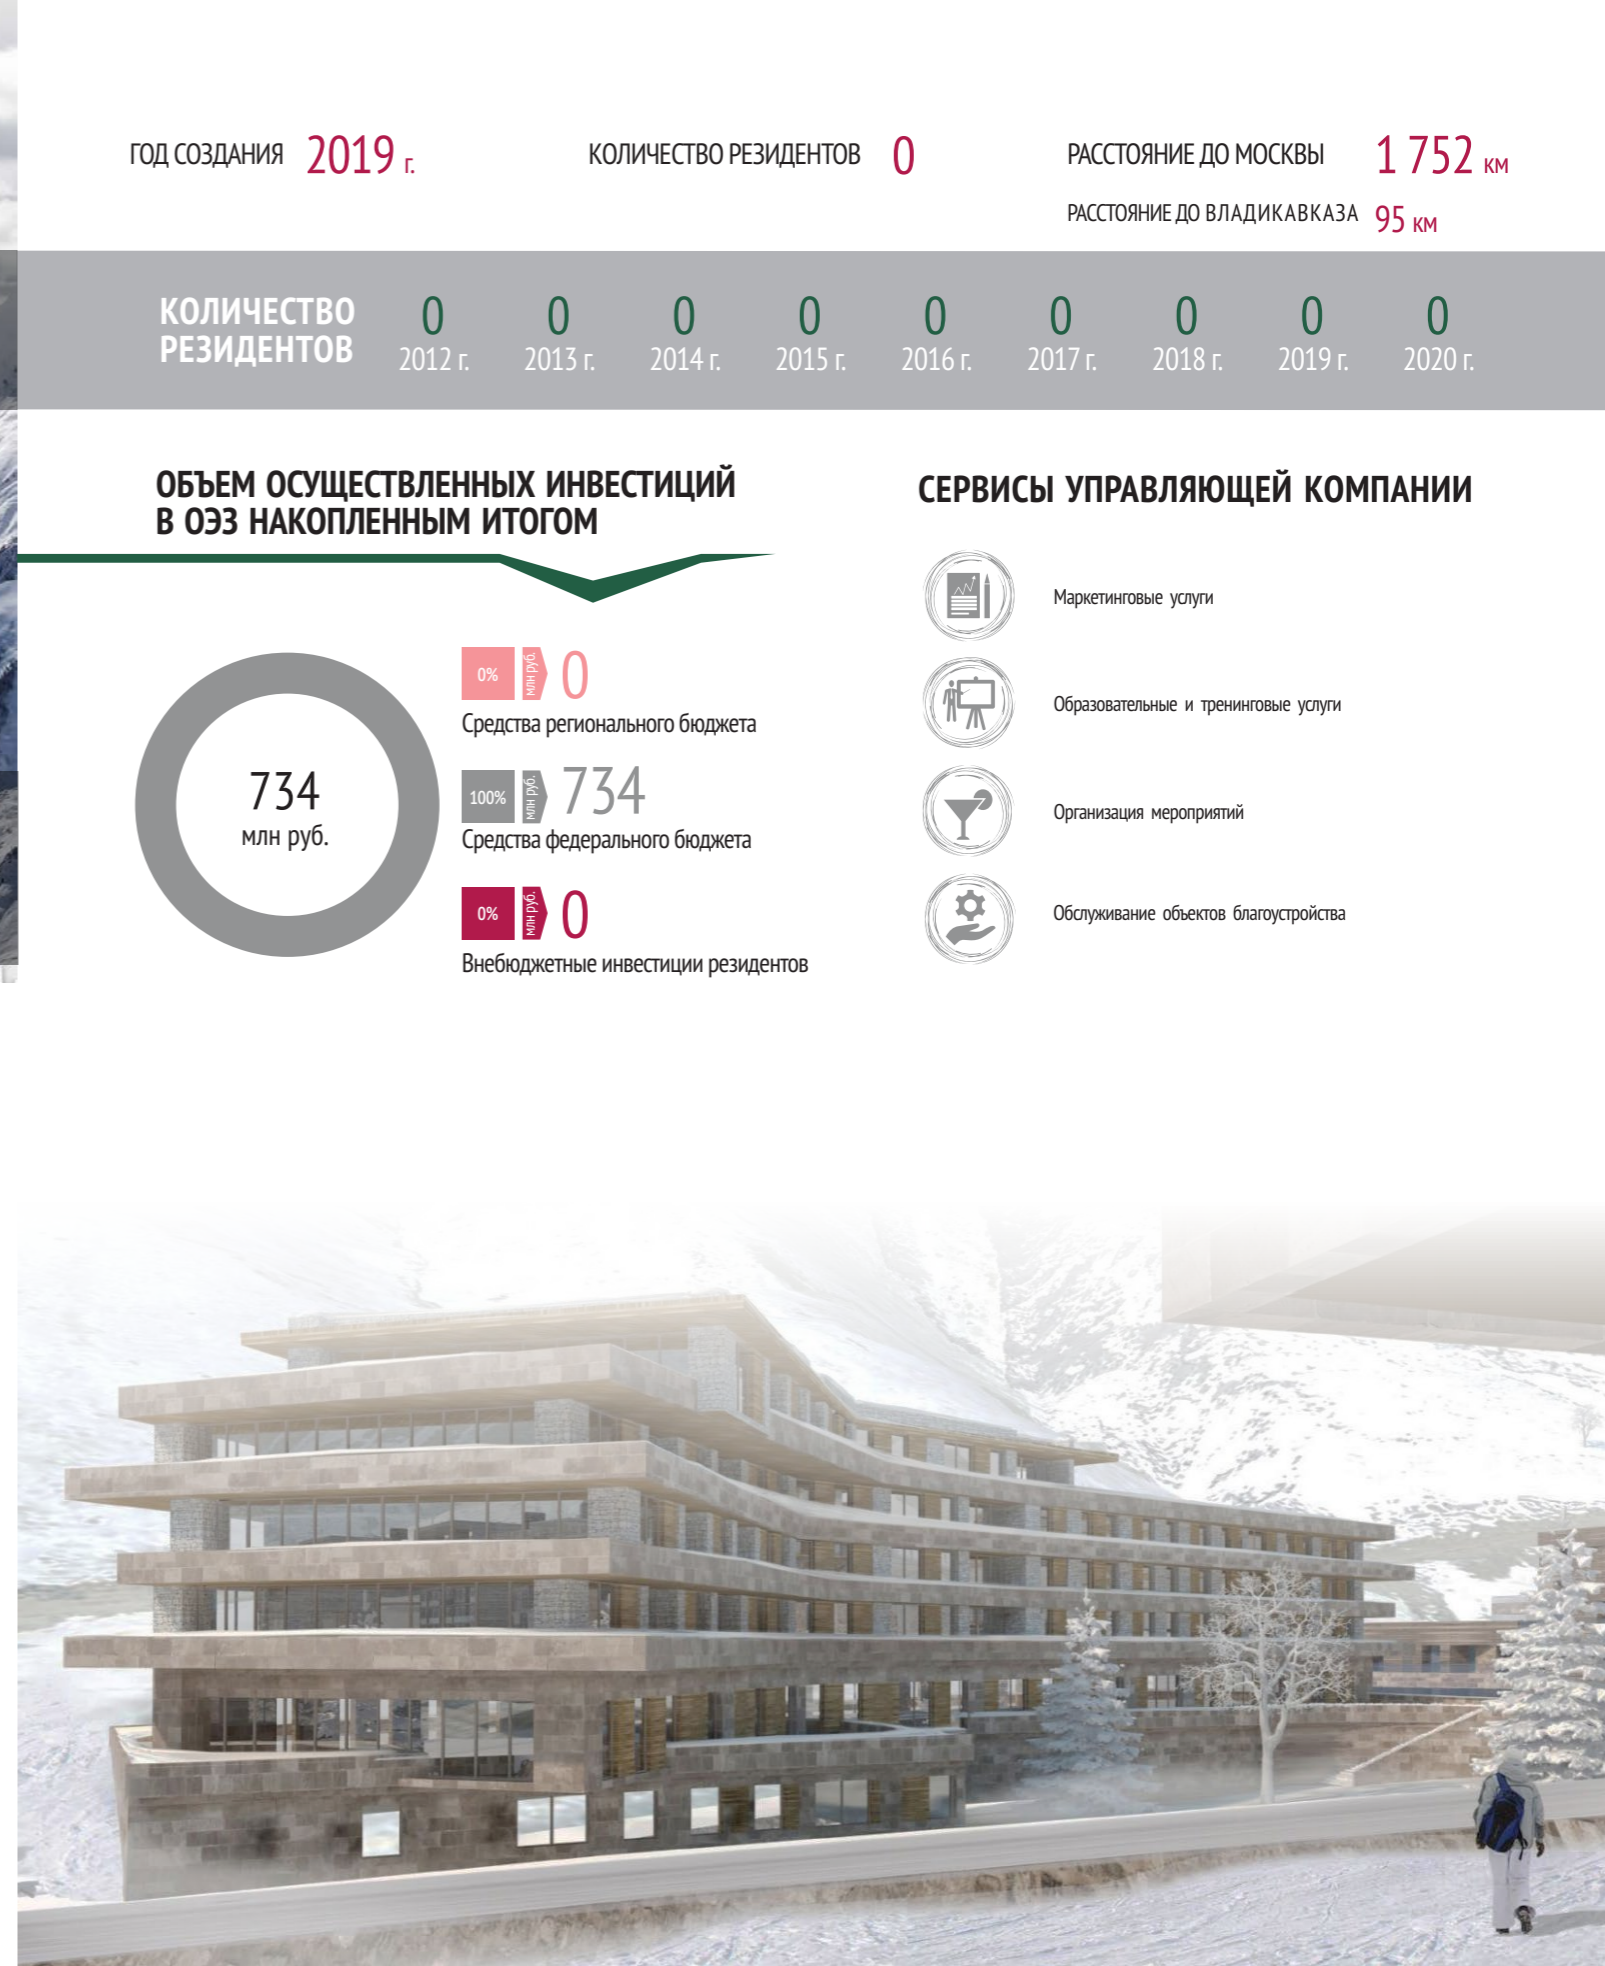 ГОД СОЗДАНИЯ 2019 г.
КОЛИЧЕСТВО РЕЗИДЕНТОВ 0
РАССТОЯНИЕ ДО МОСКВЫ 1 752 км
РАССТОЯНИЕ ДО ВЛАДИКАВКАЗА 95 км
КОЛИЧЕСТВО
РЕЗИДЕНТОВ
0 0 0 0 0 0 0 0 0
2012 г. 2013 г. 2014 г. 2015 г. 2016 г. 2017 г. 2018 г. 2019 г. 2020 г.
ОБЪЕМ ОСУЩЕСТВЛЕННЫХ ИНВЕСТИЦИЙ
В ОЭЗ НАКОПЛЕННЫМ ИТОГОМ
734
млн руб.
0% млн руб. 0
Средства регионального бюджета
100% млн руб. 734
Средства федерального бюджета
0% млн руб. 0
Внебюджетные инвестиции резидентов
СЕРВИСЫ УПРАВЛЯЮЩЕЙ КОМПАНИИ
Маркетинговые услуги
Образовательные и тренинговые услуги
Организация мероприятий
Обслуживание объектов благоустройства